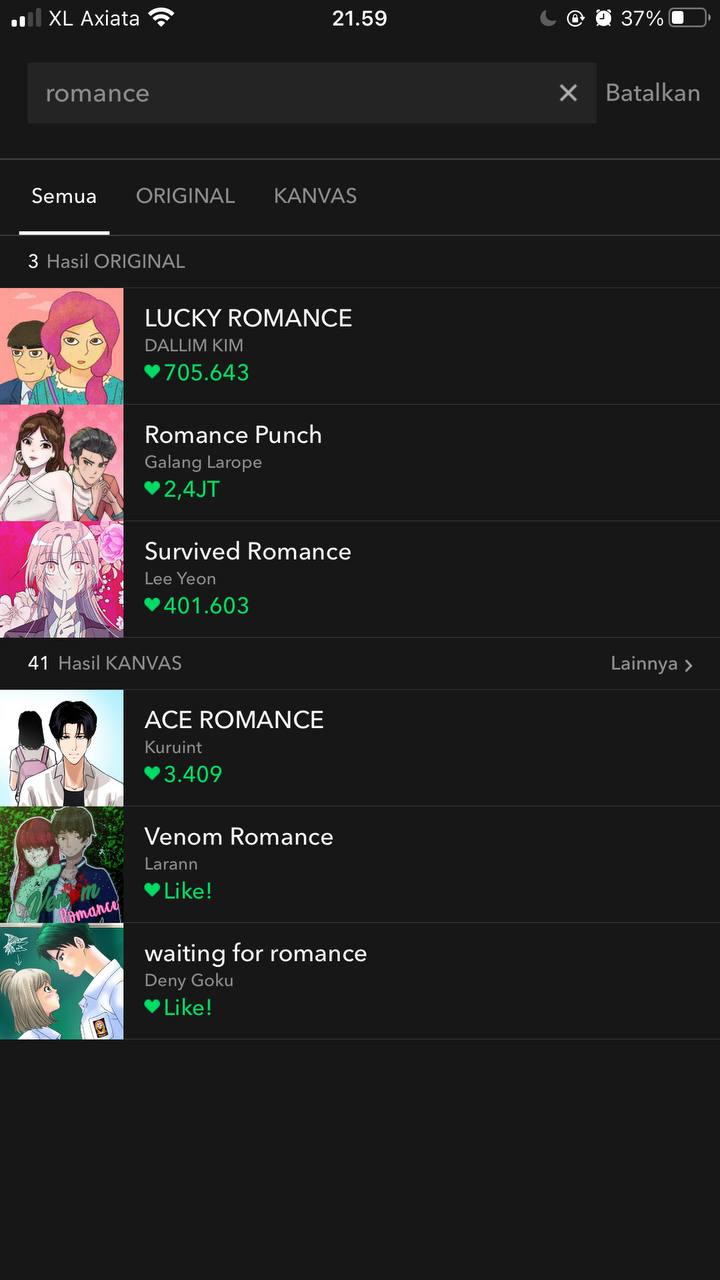 XL Axiata 21.59 37%
romance Batalkan
Semua ORIGINAL KANVAS
3 Hasil ORIGINAL
LUCKY ROMANCE
DALLIM KIM
705.643
Romance Punch
Galang Larope
2,4JT
Survived Romance
Lee Yeon
401.603
41 Hasil KANVAS Lainnya
ACE ROMANCE
Kuruint
3.409
Venom Romance
Larann
Like!
Venom
Romance
waiting for romance
Deny Goku
Like!